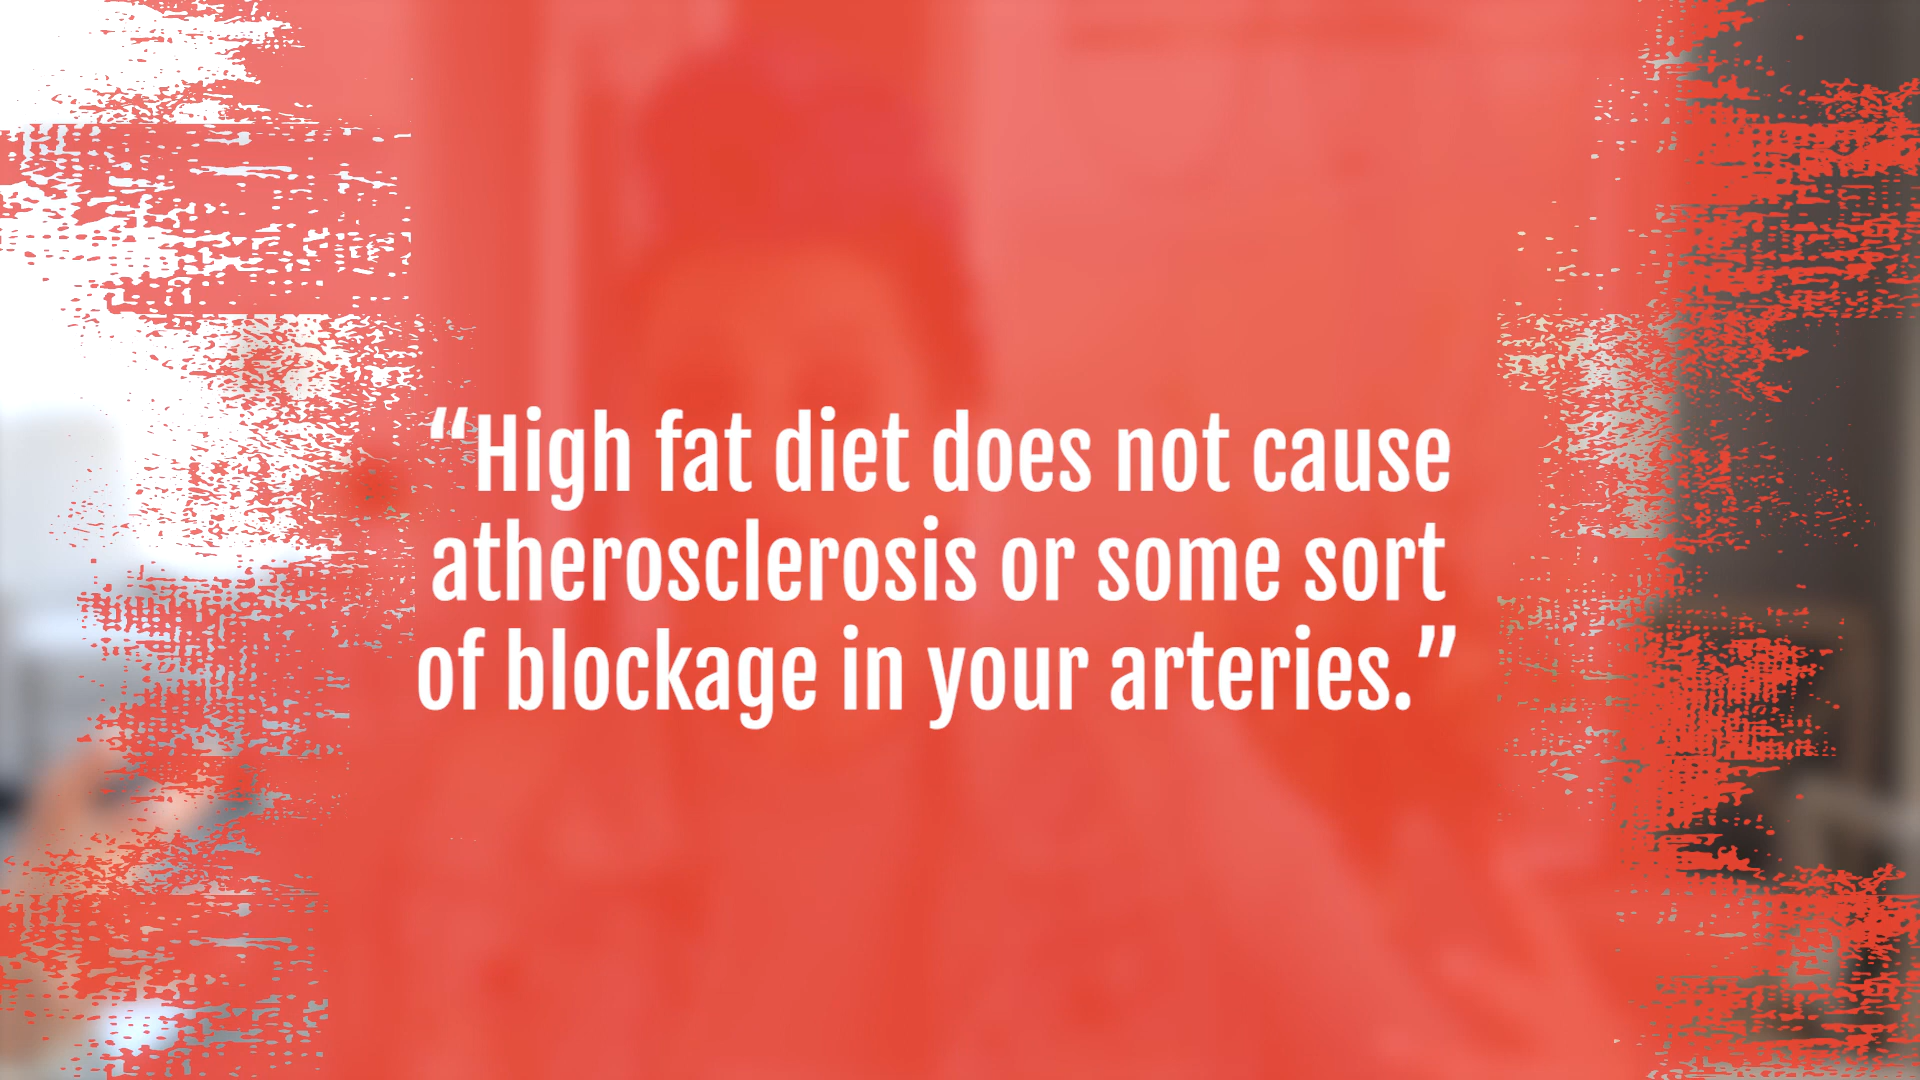 “High fat diet does not cause
atherosclerosis or some sort
of blockage in your arteries.”